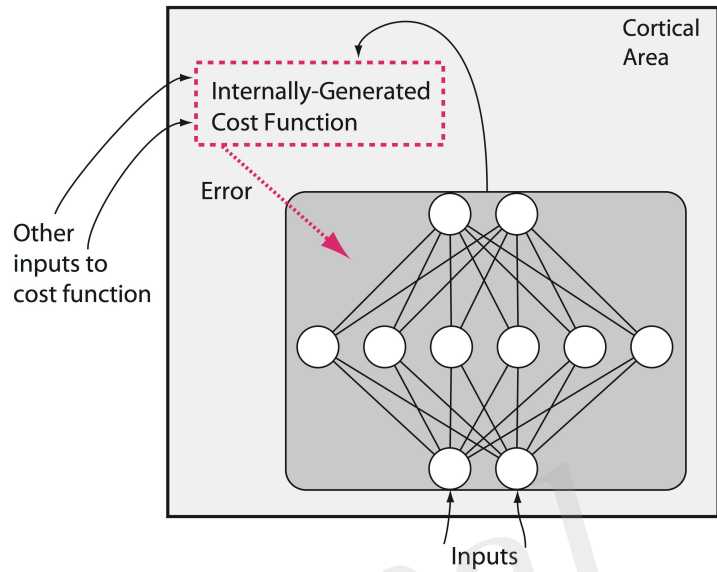 Cortical
Area
Internally-Generated
Cost Function
Error
Other
inputs to
cost function
Inputs